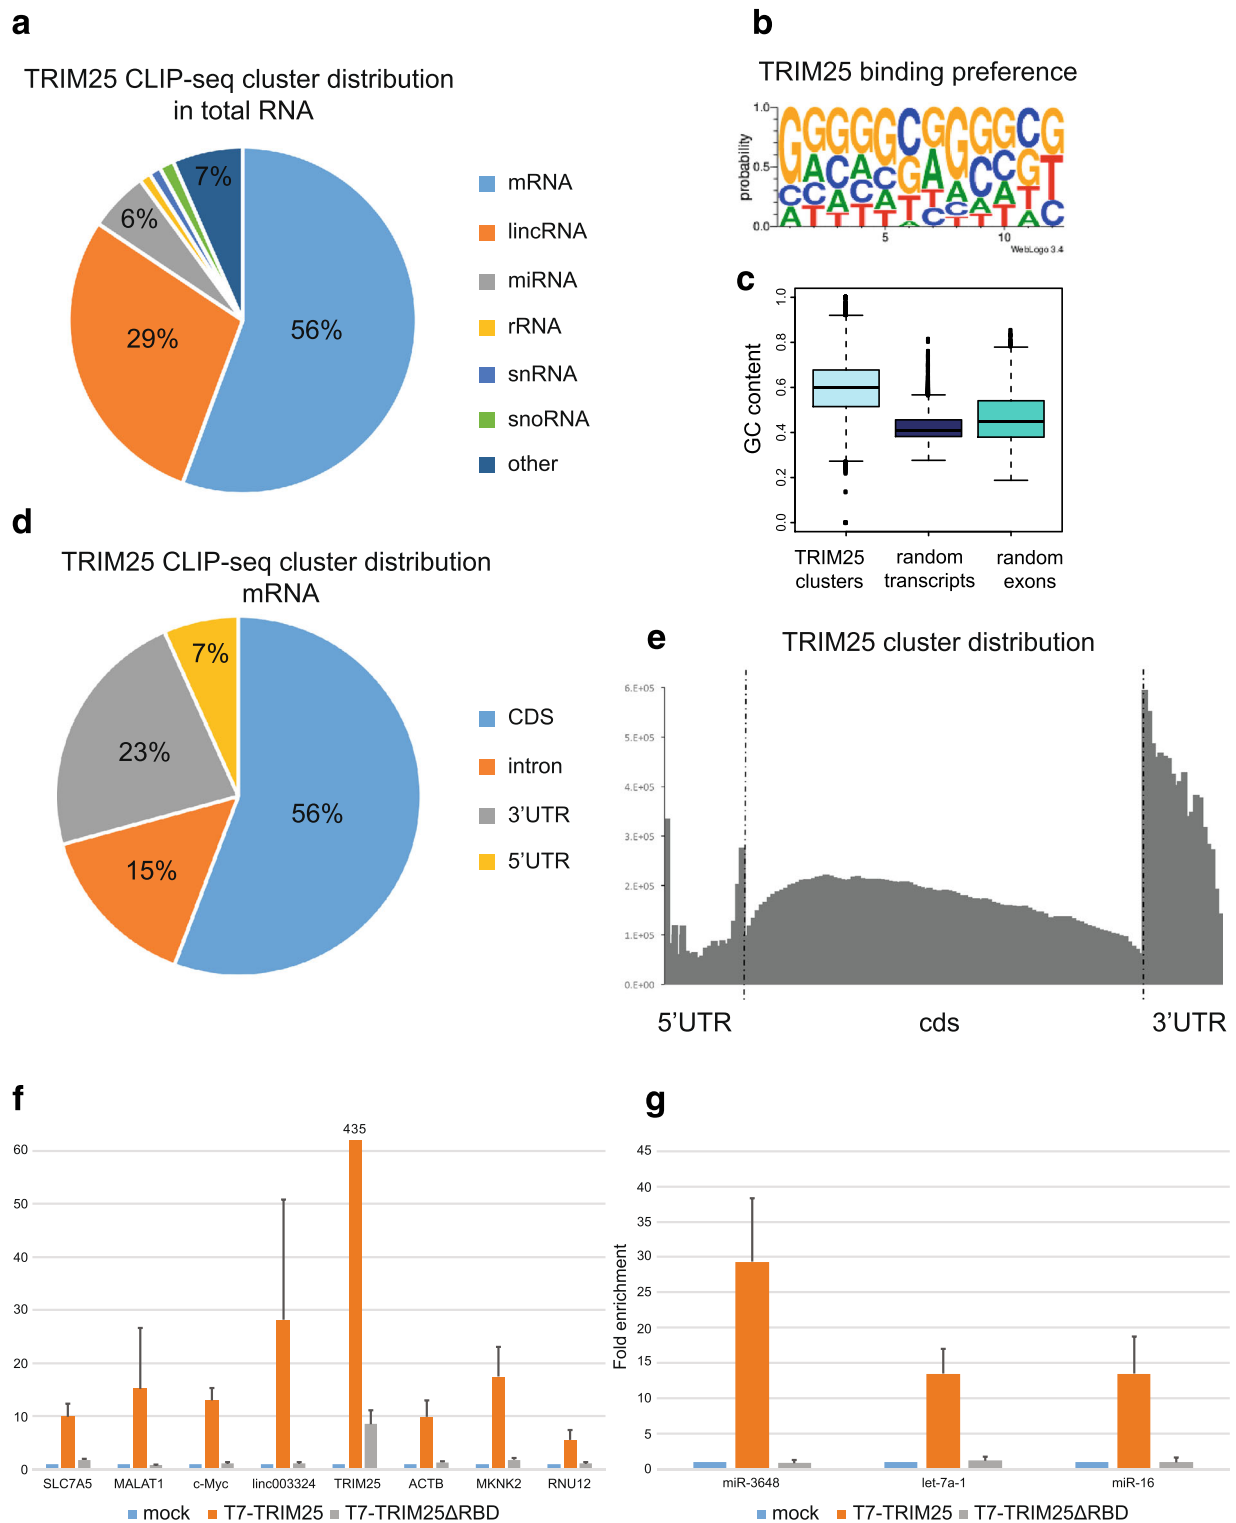 a
TRIM25 CLIP-seq cluster distribution
in total RNA
7%
6%
29%
56%
mRNA
lincRNA
miRNA
rRNA
snRNA
snoRNA
other
b
TRIM25 binding preference
probability
1.0
0.5
0.0
5
10
WebLogo 3.4
c
GC content
1.0
0.8
0.6
0.4
0.2
0.0
TRIM25
clusters
random
transcripts
random
exons
d
TRIM25 CLIP-seq cluster distribution
mRNA
7%
23%
56%
15%
CDS
intron
3'UTR
5'UTR
e
TRIM25 cluster distribution
6.E+05
5.E+05
4.E+05
3.E+05
2.E+05
1.E+05
0.E+00
5'UTR
cds
3'UTR
f
435
60
50
40
30
20
10
0
SLC7A5 MALAT1 c-Myc linc003324 TRIM25 ACTB MKNK2 RNU12
mock T7-TRIM25 T7-TRIM25ΔRBD
g
Fold enrichment
45
40
35
30
25
20
15
10
5
0
miR-3648 let-7a-1 miR-16
mock T7-TRIM25 T7-TRIM25ΔRBD